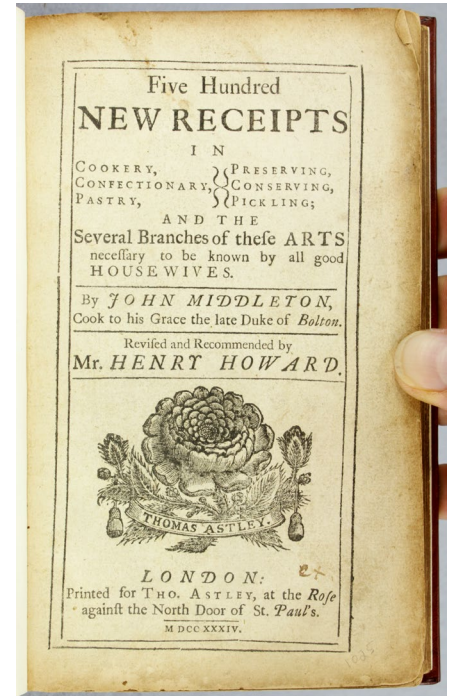 Five Hundred
NEW RECEIPTS
IN
COOKERY, PRESERVING,
CONFECTIONARY, CONSERVING,
PASTRY, PICKLING;
AND THE
Several Branches of theſe ARTS
neceſſary to be known by all good
HOUSEWIVES.
By JOHN MIDDLETON,
Cook to his Grace the late Duke of Bolton.
Reviſed and Recommended by
Mr. HENRY HOWARD.
THOMAS ASTLEY.
LONDON:
Printed for THO. ASTLEY, at the Roſe
againſt the North Door of St. Paul's.
M DCC XXXIV.